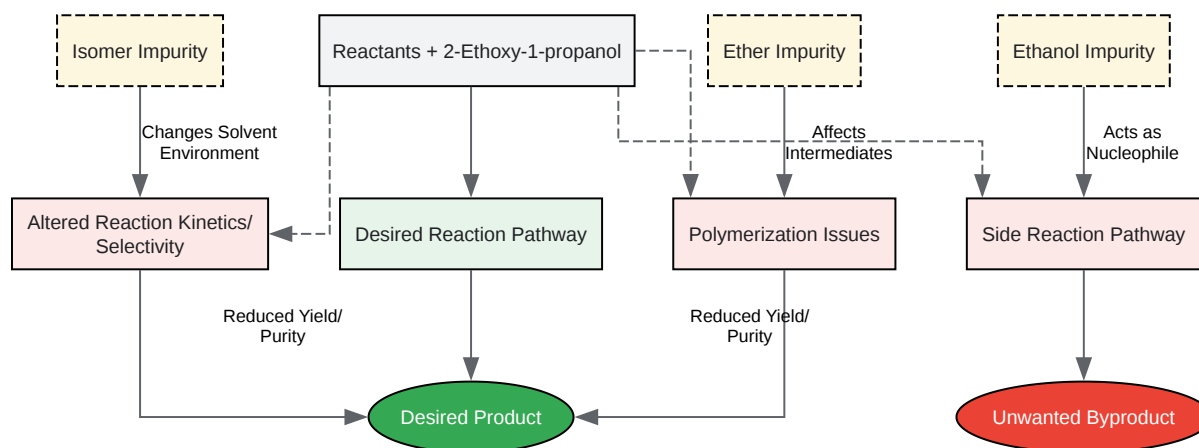 Isomer Impurity
Reactants + 2-Ethoxy-1-propanol
Ether Impurity
Ethanol Impurity
Changes Solvent
Environment
Affects
Intermediates
Acts as
Nucleophile
Altered Reaction Kinetics/
Selectivity
Desired Reaction Pathway
Polymerization Issues
Side Reaction Pathway
Reduced Yield/
Purity
Reduced Yield/
Purity
Desired Product
Unwanted Byproduct